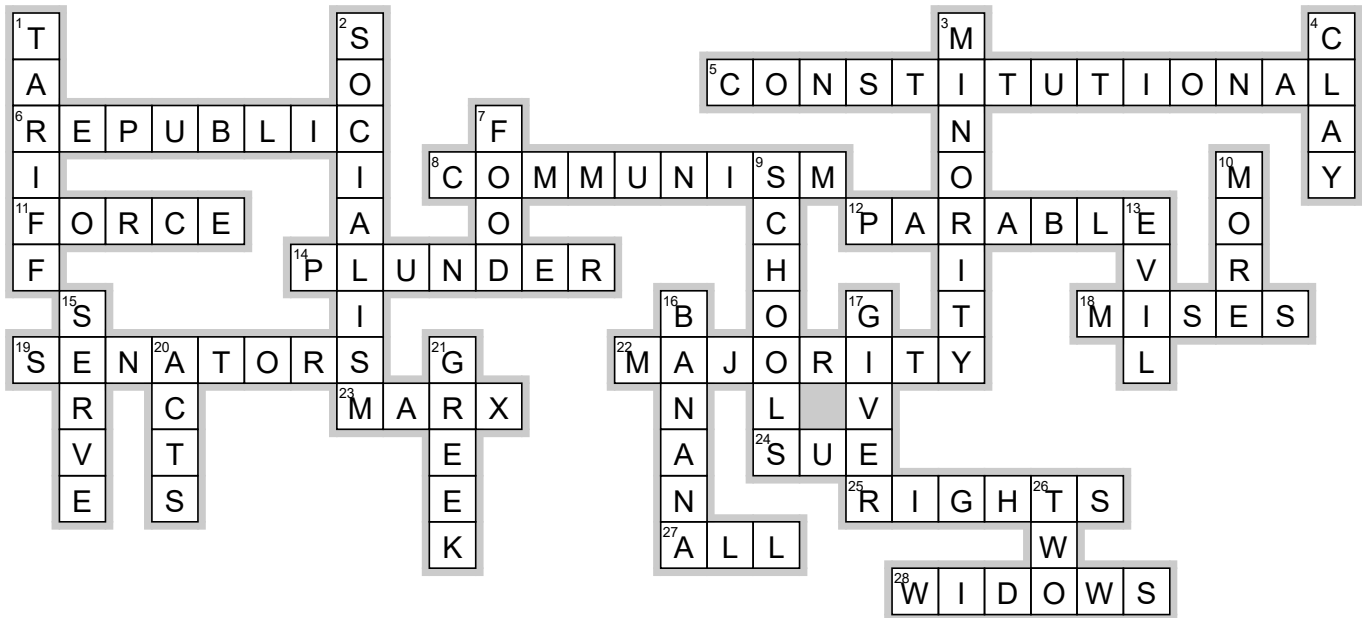 1 T 2 S 3 M 4 C
A O 5 C O N S T I T U T I O N A L
6 R E P U B L I C 7 F N A
I I 8 C O M M U N I 9 S M O 10 M Y
11 F O R C E A O C 12 P A R A B L 13 E O
F 14 P L U N D E R H I V R
15 S I 16 B O 17 G T 18 M I S E S
19 S E N 20 A T O R S 21 G 22 M A J O R I T Y L
R C 23 M A R X N L V
V T E A 24 S U E
E S E N 25 R I G H 26 T S
K 27 A L L W
28 W I D O W S